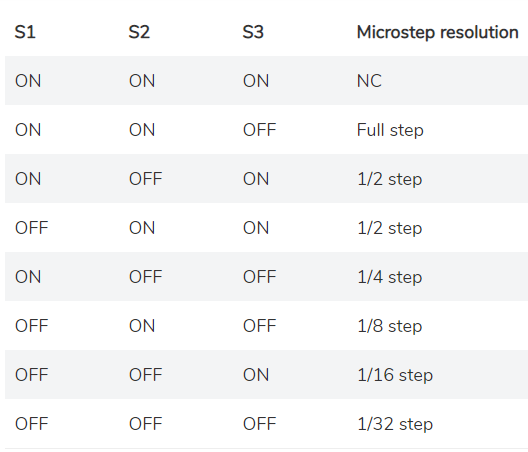 S1 S2 S3 Microstep resolution
ON ON ON NC
ON ON OFF Full step
ON OFF ON 1/2 step
OFF ON ON 1/2 step
ON OFF OFF 1/4 step
OFF ON OFF 1/8 step
OFF OFF ON 1/16 step
OFF OFF OFF 1/32 step